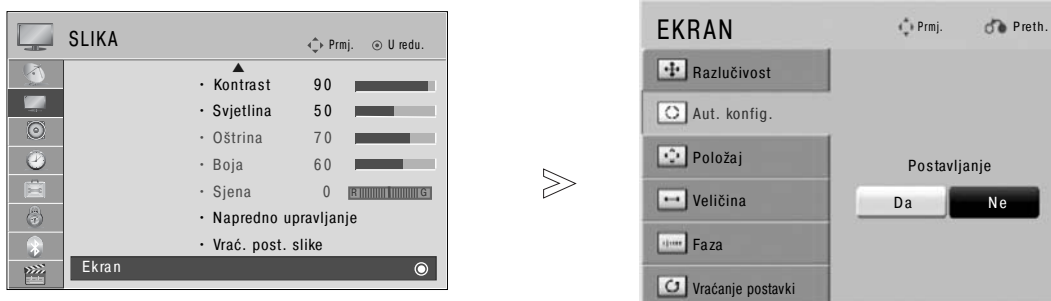 SLIKA
Prmj. U redu.
Kontrast 90
Svjetlina 50
Oštrina 70
Boja 60
Sjena 0 R G
Napredno upravljanje
Vrać. post. slike
Ekran
EKRAN
Prmj. Preth.
Razlučivost
Aut. konfig.
Položaj
Veličina
Faza
Vraćanje postavki
Postavljanje
Da Ne